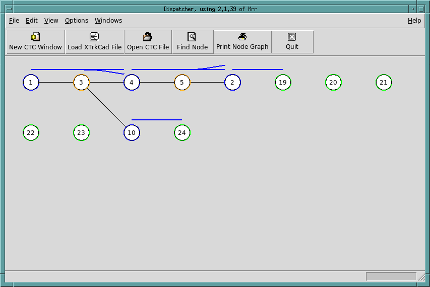 Dispatcher, using 2,1,39 of
File Edit View Options Windows Help
New CTC Window Load XTrkCad File Open CTC File Find Node Print Node Graph Quit
1 3 4 5 2 19 20 21
22 23 10 24